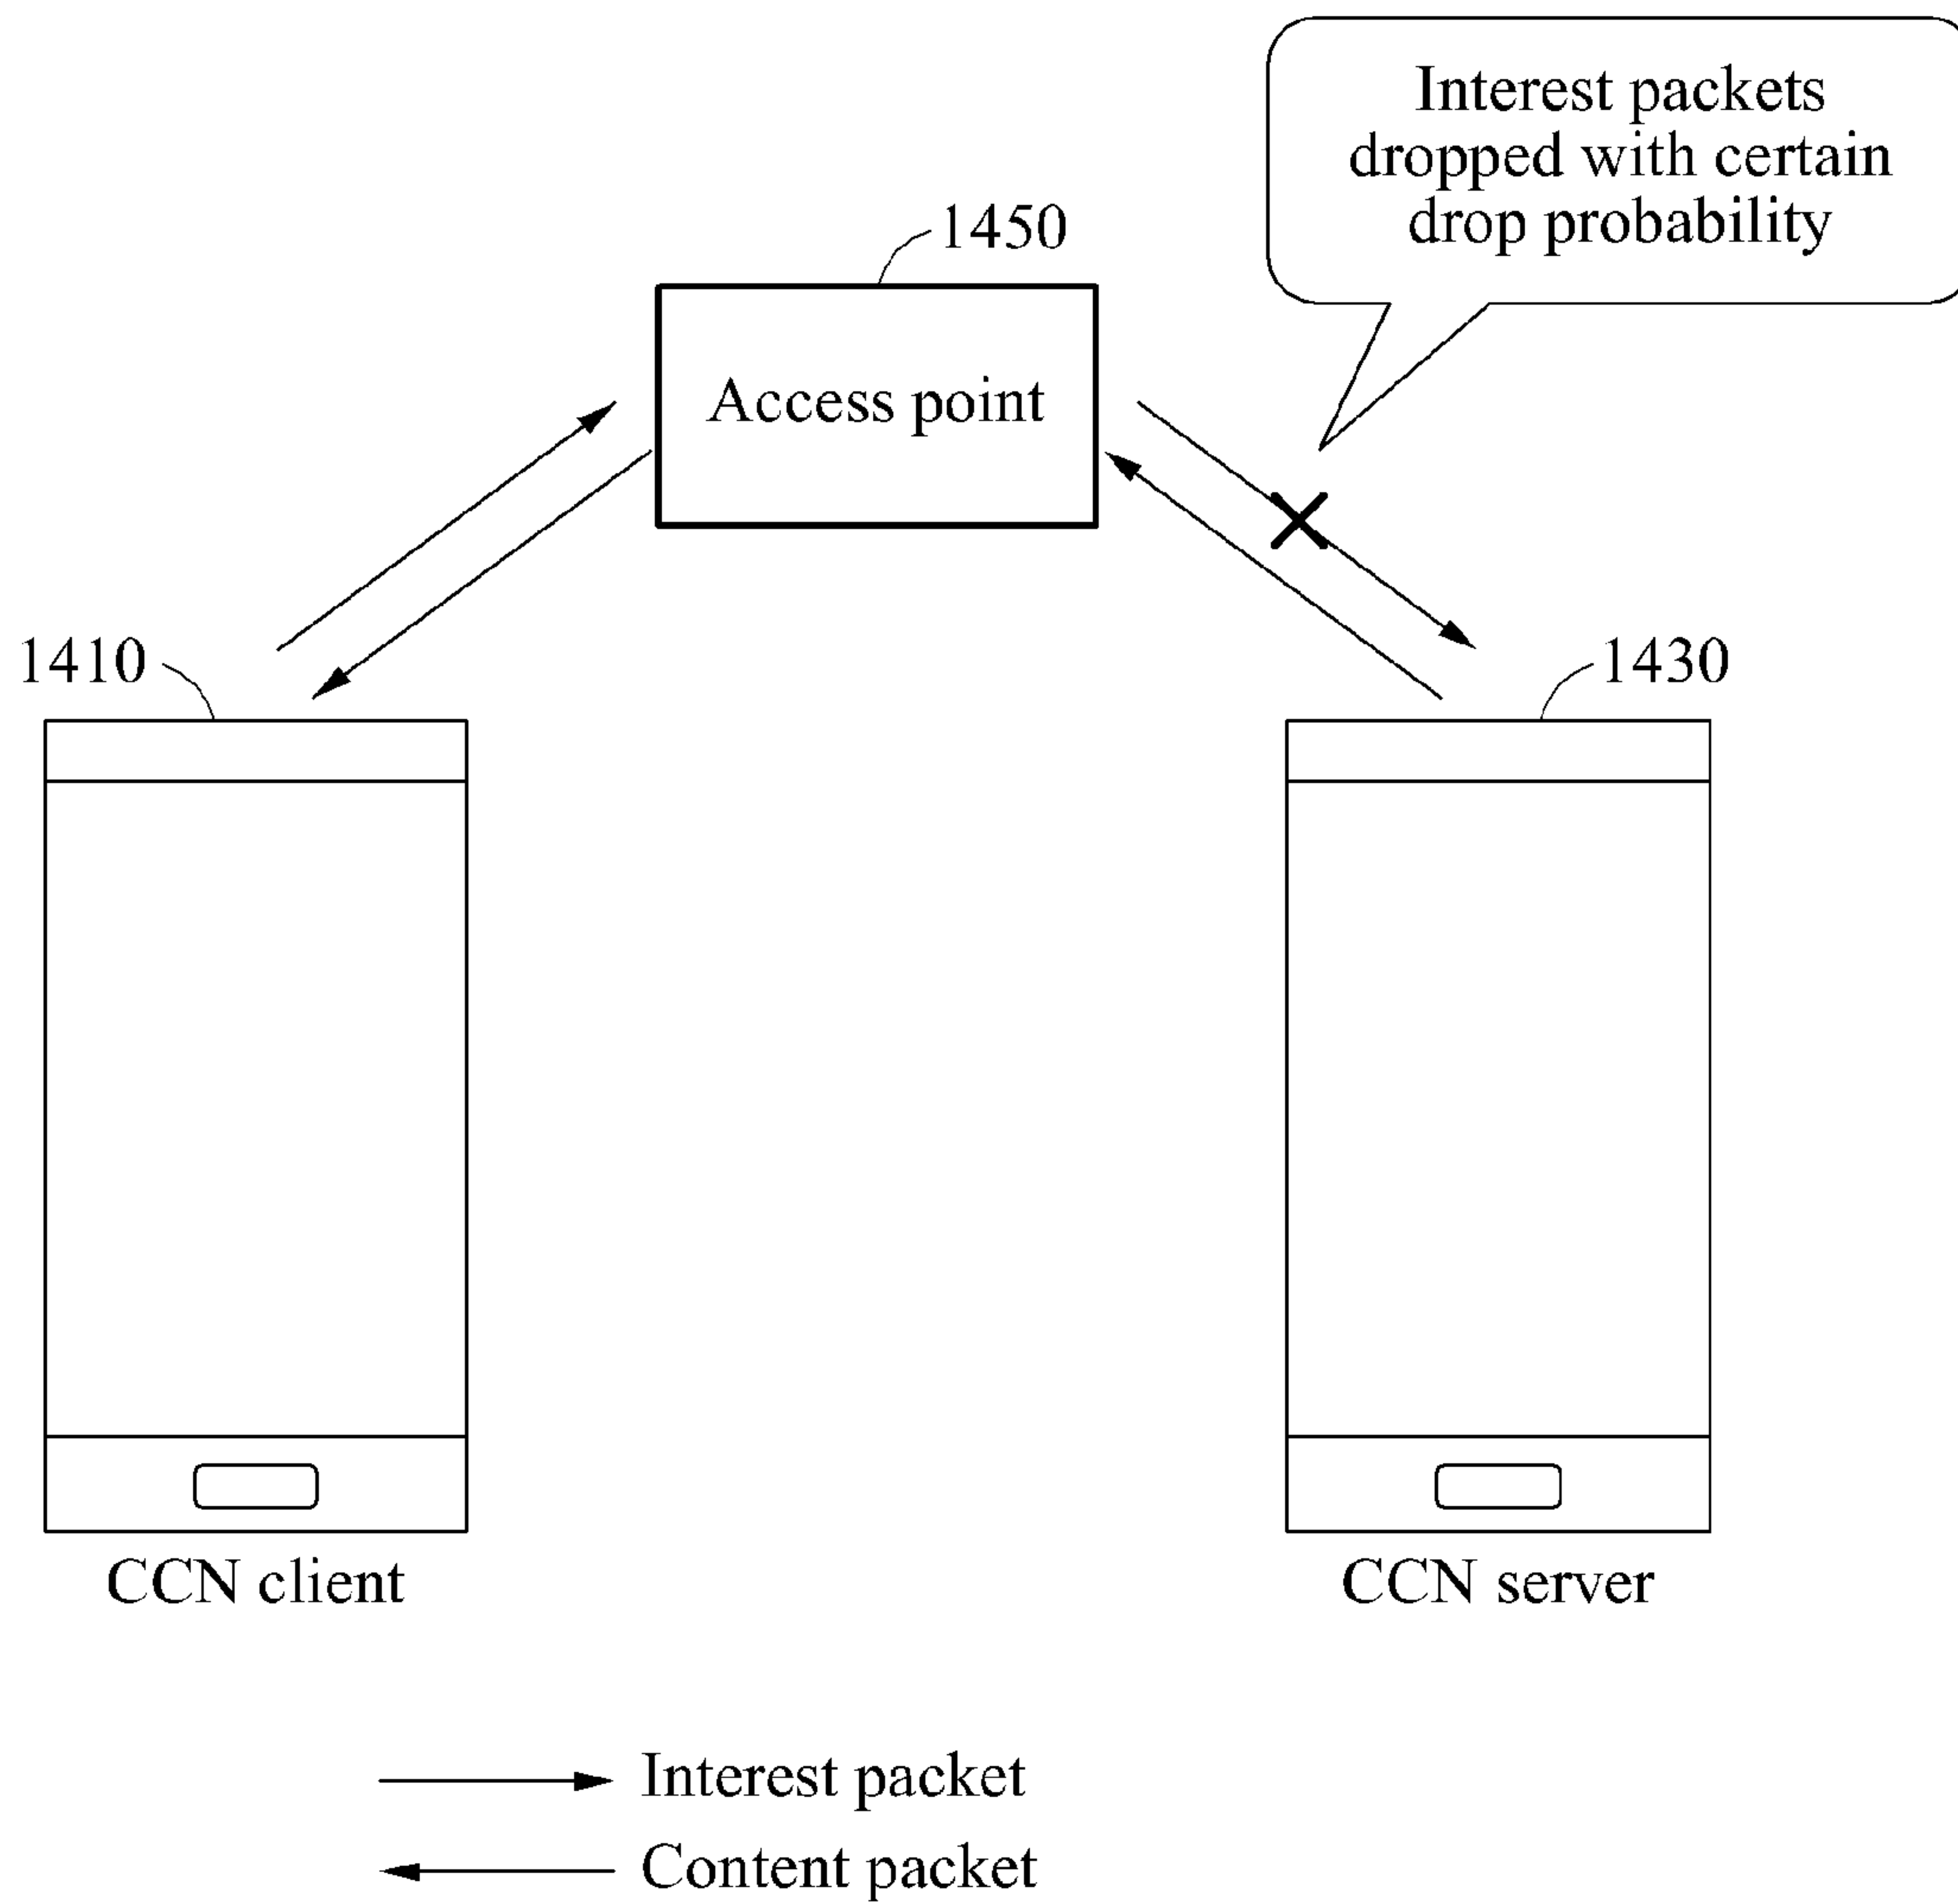 Interest packets
dropped with certain
drop probability
1450
Access point
1410
1430
CCN client
CCN server
Interest packet
Content packet